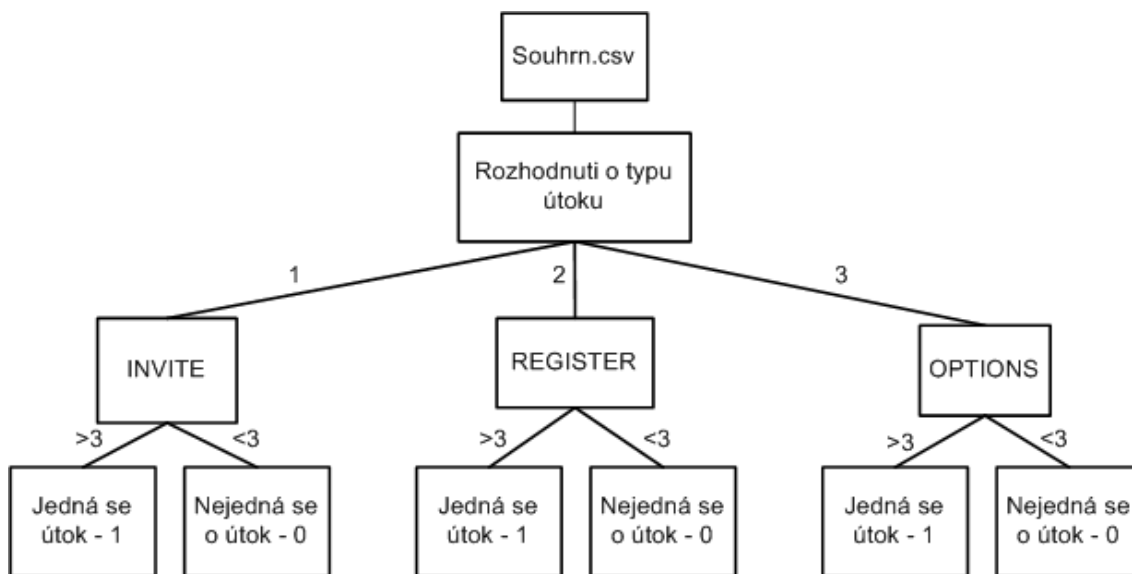 Souhrn.csv
Rozhodnuti o typu
útoku
1
2
3
INVITE
REGISTER
OPTIONS
>3
<3
>3
<3
>3
<3
Jedná se
útok - 1
Nejedná se
o útok - 0
Jedná se
útok - 1
Nejedná se
o útok - 0
Jedná se
útok - 1
Nejedná se
o útok - 0